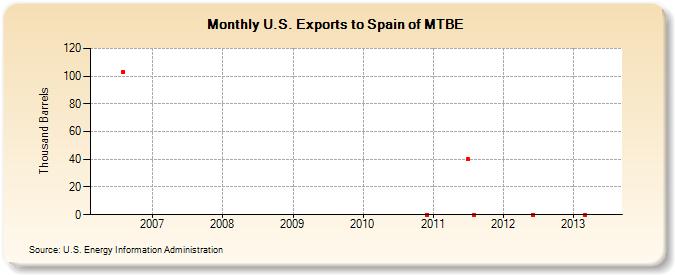 Monthly U.S. Exports to Spain of MTBE
Thousand Barrels
120
100
80
60
40
20
0
2007 2008 2009 2010 2011 2012 2013
Source: U.S. Energy Information Administration